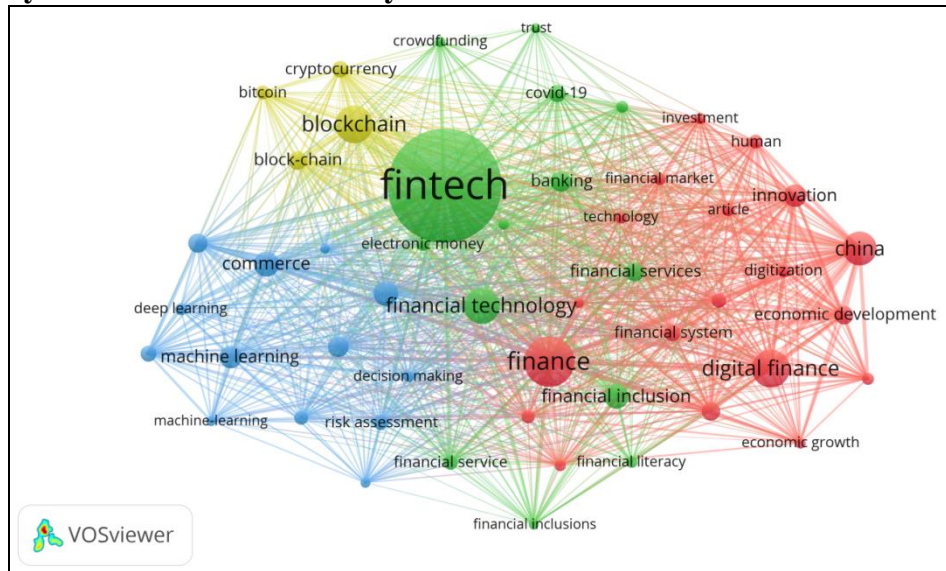 crowdfunding
trust
cryptocurrency
bitcoin
covid-19
blockchain
investment
human
block-chain
fintech
banking
financial market
innovation
technology
article
electronic money
china
commerce
financial services
digitization
deep learning
financial technology
economic development
financial system
machine learning
finance
digital finance
decision making
financial inclusion
machine-learning
risk assessment
economic growth
financial service
financial literacy
financial inclusions
VOSviewer